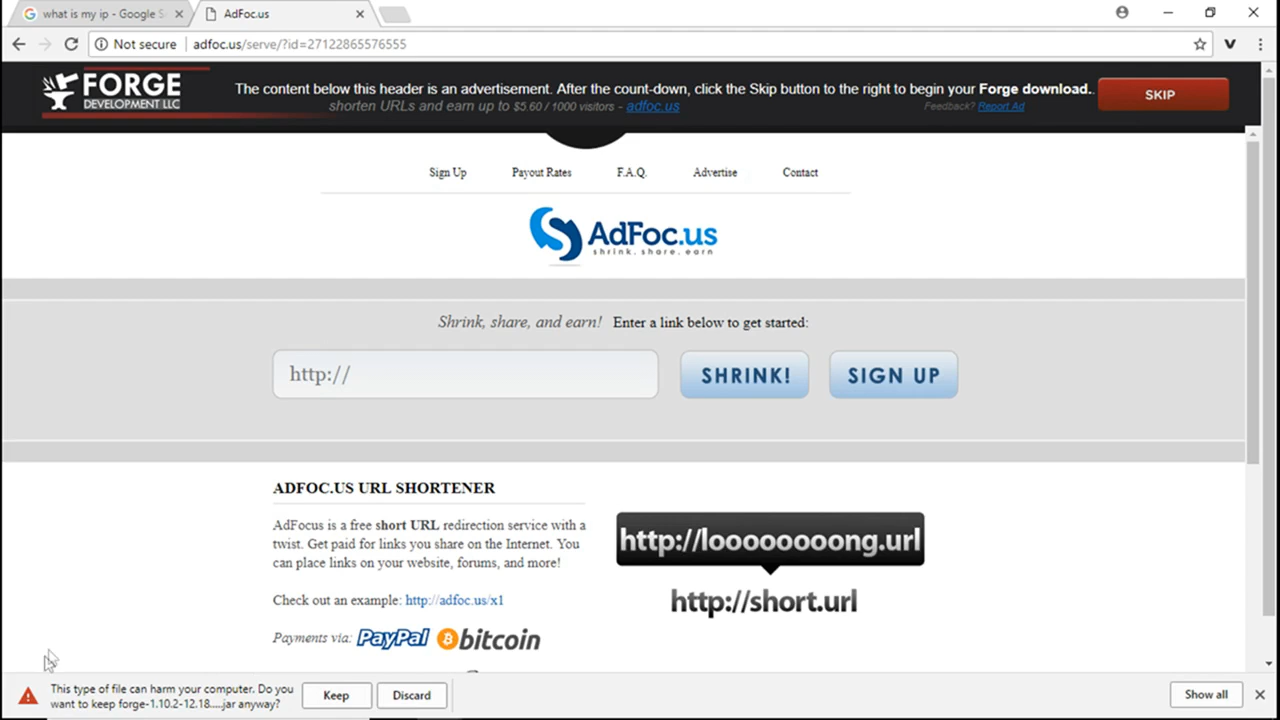 what is my ip - Google S
AdFoc.us
Not secure
adfoc.us/serve/?id=27122865576555
FORGE
DEVELOPMENT LLC
The content below this header is an advertisement. After the count-down, click the Skip button to the right to begin your Forge download.
shorten URLs and earn up to $5.60 / 1000 visitors - adfoc.us
Feedback? Report Ad
SKIP
Sign Up
Payout Rates
F.A.Q.
Advertise
Contact
AdFoc.us
shrink. share. earn
Shrink, share, and earn! Enter a link below to get started:
http://
SHRINK!
SIGN UP
ADFOC.US URL SHORTENER
AdFocus is a free short URL redirection service with a
twist. Get paid for links you share on the Internet. You
can place links on your website, forums, and more!
Check out an example: http://adfoc.us/x1
Payments via: PayPal bitcoin
http://looooooooong.url
http://short.url
This type of file can harm your computer. Do you
want to keep forge-1.10.2-12.18.....jar anyway?
Keep
Discard
Show all